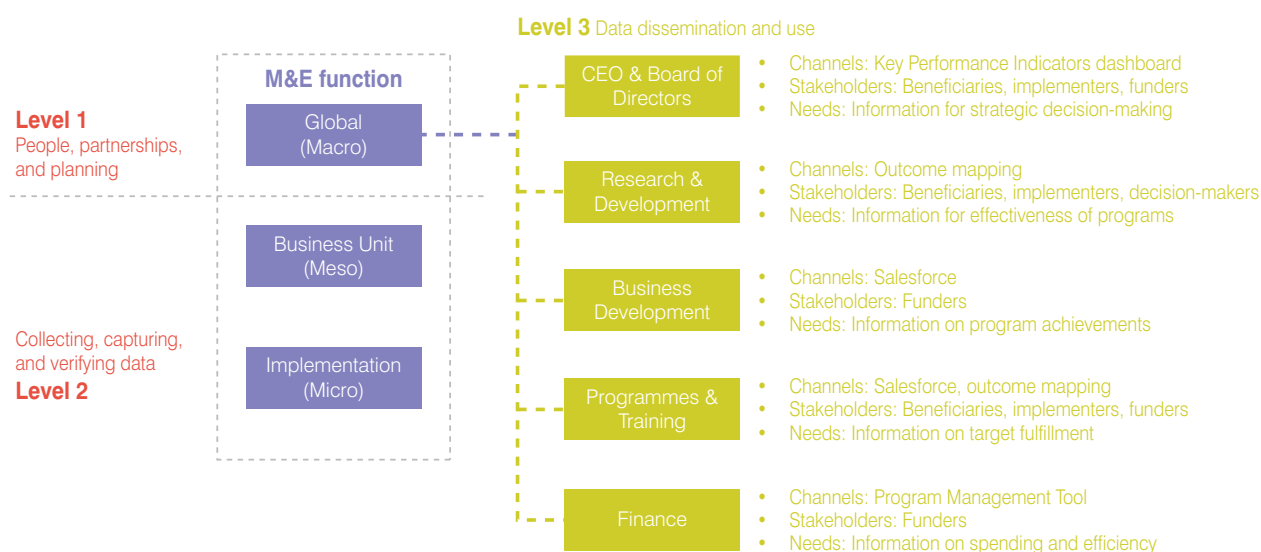 Level 3 Data dissemination and use
M&E function
Level 1
People, partnerships,
and planning
Global
(Macro)
Business Unit
(Meso)
Collecting, capturing,
and verifying data
Level 2
Implementation
(Micro)
CEO & Board of
Directors
• Channels: Key Performance Indicators dashboard
• Stakeholders: Beneficiaries, implementers, funders
• Needs: Information for strategic decision-making
Research &
Development
• Channels: Outcome mapping
• Stakeholders: Beneficiaries, implementers, decision-makers
• Needs: Information for effectiveness of programs
Business
Development
• Channels: Salesforce
• Stakeholders: Funders
• Needs: Information on program achievements
Programmes &
Training
• Channels: Salesforce, outcome mapping
• Stakeholders: Beneficiaries, implementers, funders
• Needs: Information on target fulfillment
Finance
• Channels: Program Management Tool
• Stakeholders: Funders
• Needs: Information on spending and efficiency